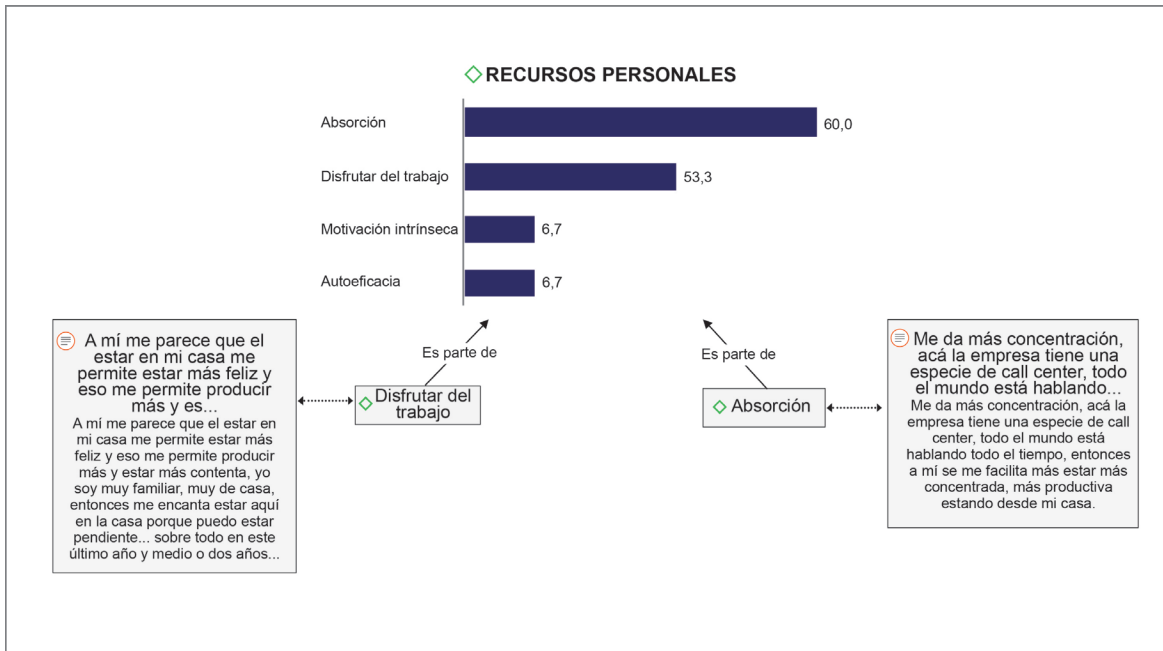 RECURSOS PERSONALES
Absorción
60,0
Disfrutar del trabajo
53,3
Motivación intrínseca
6,7
Autoeficacia
6,7
A mí me parece que el
estar en mi casa me
permite estar más feliz y
eso me permite producir
más y es...
A mí me parece que el estar en
mi casa me permite estar más
feliz y eso me permite producir
más y estar más contenta, yo
soy muy familiar, muy de casa,
entonces me encanta estar aquí
en la casa porque puedo estar
pendiente... sobre todo en este
último año y medio o dos años...
Es parte de
Disfrutar del
trabajo
Es parte de
Absorción
Me da más concentración,
acá la empresa tiene una
especie de call center, todo
el mundo está hablando...
Me da más concentración, acá la
empresa tiene una especie de call
center, todo el mundo está
hablando todo el tiempo, entonces
a mí se me facilita más estar más
concentrada, más productiva
estando desde mi casa.